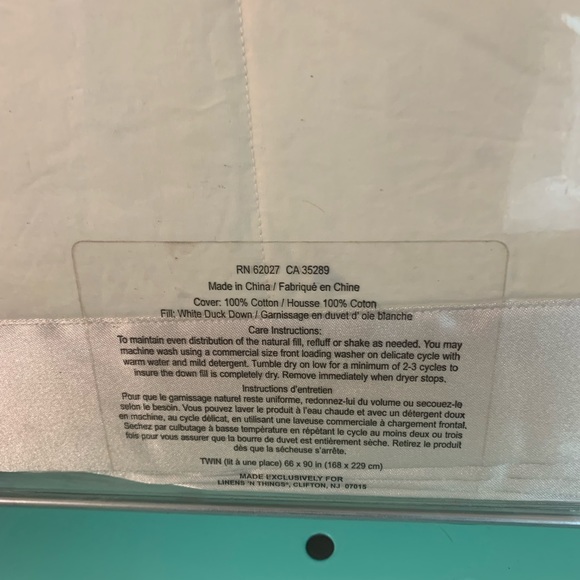 RN 62027 CA 35289
Made in China / Fabriqué en Chine
Cover: 100% Cotton / Housse 100% Coton
Fill: White Duck Down / Garnissage en duvet d' oie blanche
Care Instructions:
To maintain even distribution of the natural fill, refluff or shake as needed. You may
machine wash using a commercial size front loading washer on delicate cycle with
warm water and mild detergent. Tumble dry on low for a minimum of 2-3 cycles to
insure the down fill is completely dry. Remove immediately when dryer stops.
Instructions d'entretien
Pour que le garnissage naturel reste uniforme, redonnez-lui du volume ou secouez-le
selon le besoin. Vous pouvez laver le produit à l'eau chaude et avec un détergent doux
en machine, au cycle délicat, en utilisant une laveuse commerciale à chargement frontal.
Sechez par culbutage à basse température en répétant le cycle au moins deux ou trois
fois pour vous assurer que la bourre de duvet est entièrement sèche. Retirez le produit
dès que la sécheuse s'arrête.
TWIN (lit à une place) 66 x 90 in (168 x 229 cm)
MADE EXCLUSIVELY FOR
LINENS 'N THINGS®, CLIFTON, NJ 07015